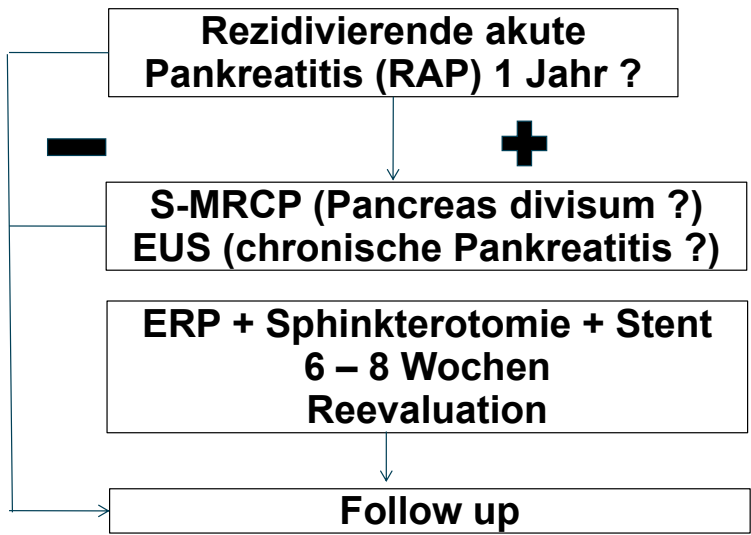 Rezidivierende akute
Pankreatitis (RAP) 1 Jahr ?
S-MRCP (Pancreas divisum ?)
EUS (chronische Pankreatitis ?)
ERP + Sphinkterotomie + Stent
6 – 8 Wochen
Reevaluation
Follow up